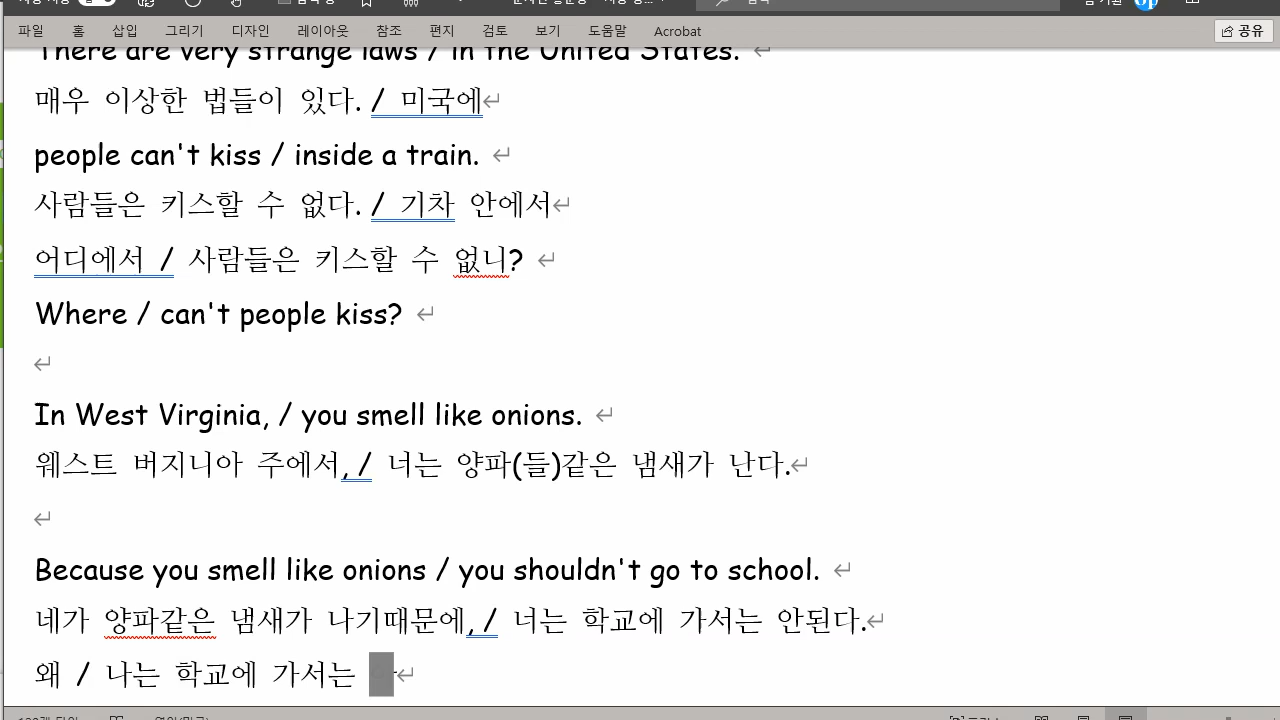 파일 홈 삽입 그리기 디자인 레이아웃 참조 편지 검토 보기 도움말 Acrobat 공유
There are very strange laws / in the United States.
매우 이상한 법들이 있다. / 미국에
people can't kiss / inside a train.
사람들은 키스할 수 없다. / 기차 안에서
어디에서 / 사람들은 키스할 수 없니?
Where / can't people kiss?
In West Virginia, / you smell like onions.
웨스트 버지니아 주에서, / 너는 양파(들)같은 냄새가 난다.
Because you smell like onions / you shouldn't go to school.
네가 양파같은 냄새가 나기때문에, / 너는 학교에 가서는 안된다.
왜 / 나는 학교에 가서는